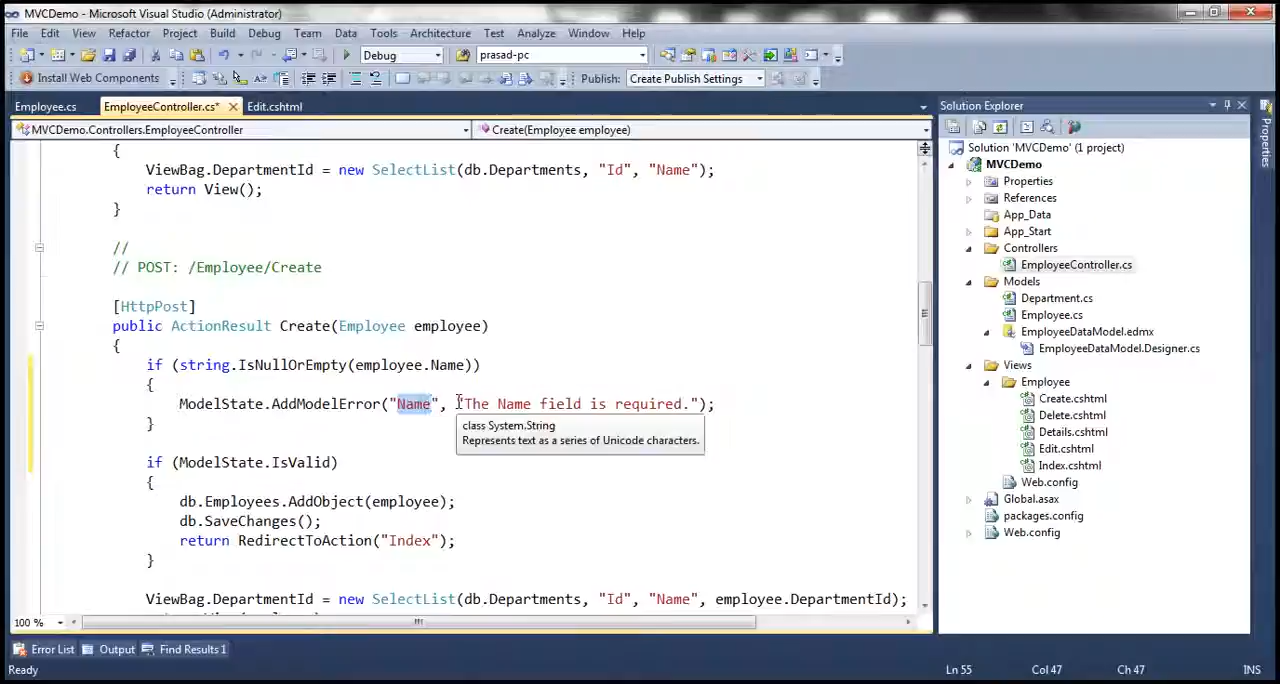 MVCDemo - Microsoft Visual Studio (Administrator)
File Edit View Refactor Project Build Debug Team Data Tools Architecture Test Analyze Window Help
Debug prasad-pc
Install Web Components Publish: Create Publish Settings
Employee.cs EmployeeController.cs* Edit.cshtml
MVCDemo.Controllers.EmployeeController Create(Employee employee)
{
ViewBag.DepartmentId = new SelectList(db.Departments, "Id", "Name");
return View();
}
//
// POST: /Employee/Create
[HttpPost]
public ActionResult Create(Employee employee)
{
if (string.IsNullOrEmpty(employee.Name))
{
ModelState.AddModelError("Name", "The Name field is required.");
}
class System.String
Represents text as a series of Unicode characters.
if (ModelState.IsValid)
{
db.Employees.AddObject(employee);
db.SaveChanges();
return RedirectToAction("Index");
}
ViewBag.DepartmentId = new SelectList(db.Departments, "Id", "Name", employee.DepartmentId);
100 %
Solution Explorer
Solution 'MVCDemo' (1 project)
MVCDemo
Properties
References
App_Data
App_Start
Controllers
EmployeeController.cs
Models
Department.cs
Employee.cs
EmployeeDataModel.edmx
EmployeeDataModel.Designer.cs
Views
Employee
Create.cshtml
Delete.cshtml
Details.cshtml
Edit.cshtml
Index.cshtml
Web.config
Global.asax
packages.config
Web.config
Properties
Error List Output Find Results 1
Ready Ln 55 Col 47 Ch 47 INS